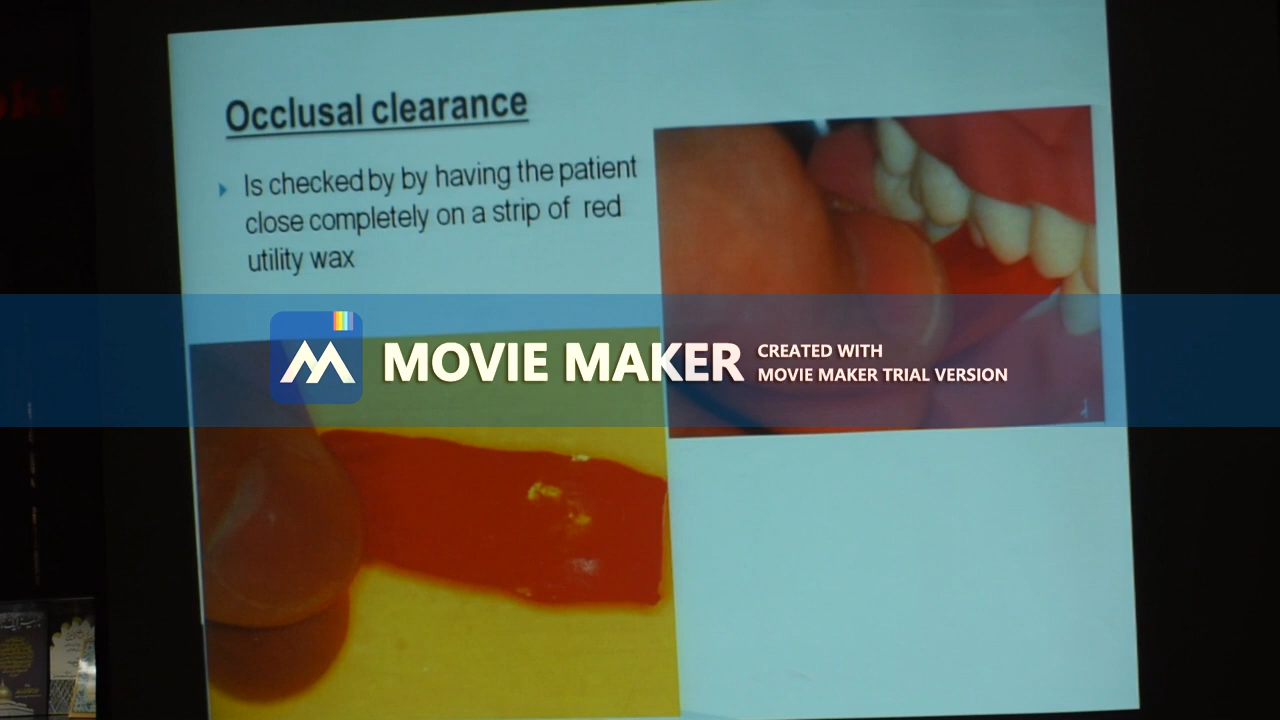 Occlusal clearance
Is checked by by having the patient
close completely on a strip of red
utility wax
MOVIE MAKER
CREATED WITH
MOVIE MAKER TRIAL VERSION